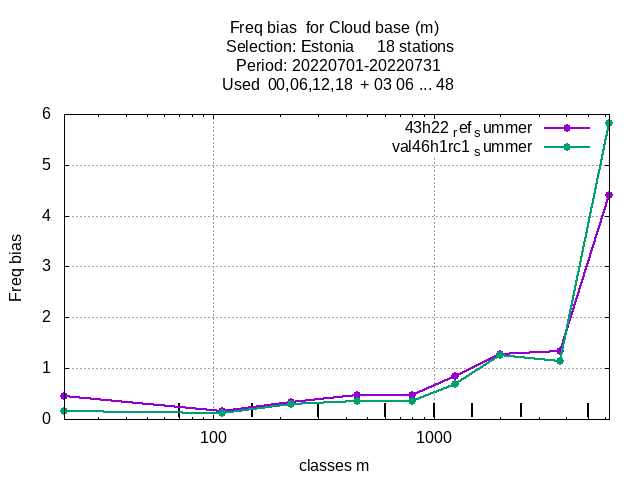 Freq bias  for Cloud base (m)
Selection: Estonia     18 stations
Period: 20220701-20220731
Used  00,06,12,18  + 03 06 ... 48
43h22 ref summer
val46h1rc1 summer
Freq bias
6
5
4
3
2
1
0
100
1000
classes m